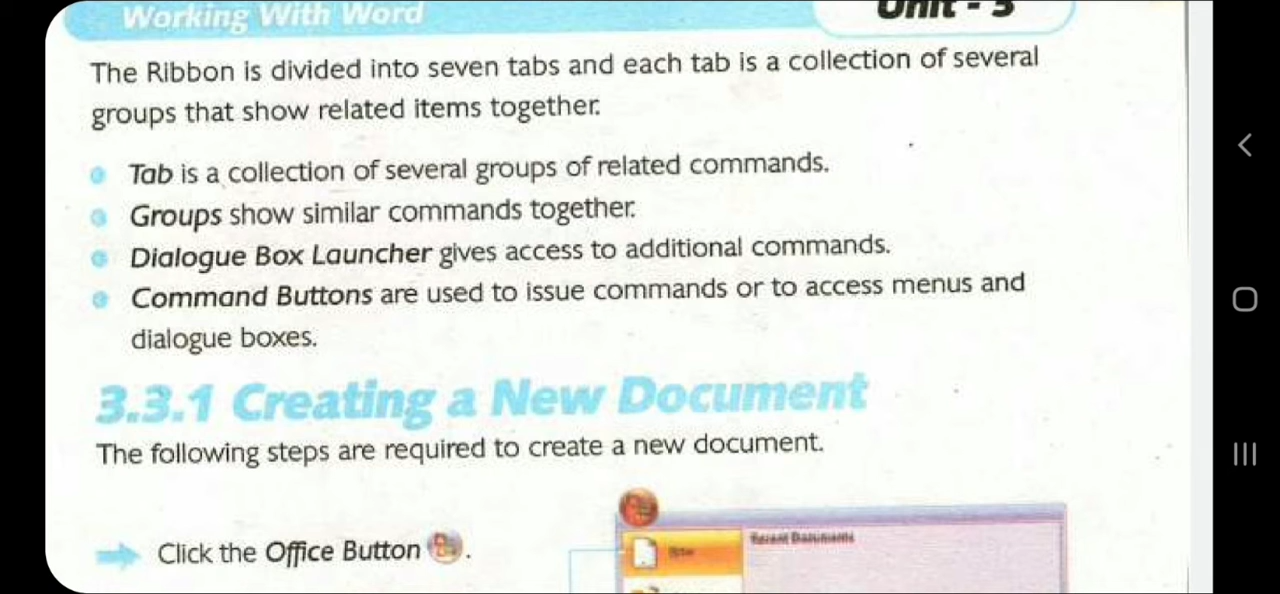 Working With Word
Unit - 3
The Ribbon is divided into seven tabs and each tab is a collection of several
groups that show related items together.
Tab is a collection of several groups of related commands.
Groups show similar commands together.
Dialogue Box Launcher gives access to additional commands.
Command Buttons are used to issue commands or to access menus and
dialogue boxes.
3.3.1 Creating a New Document
The following steps are required to create a new document.
Click the Office Button .
New
Recent Documents